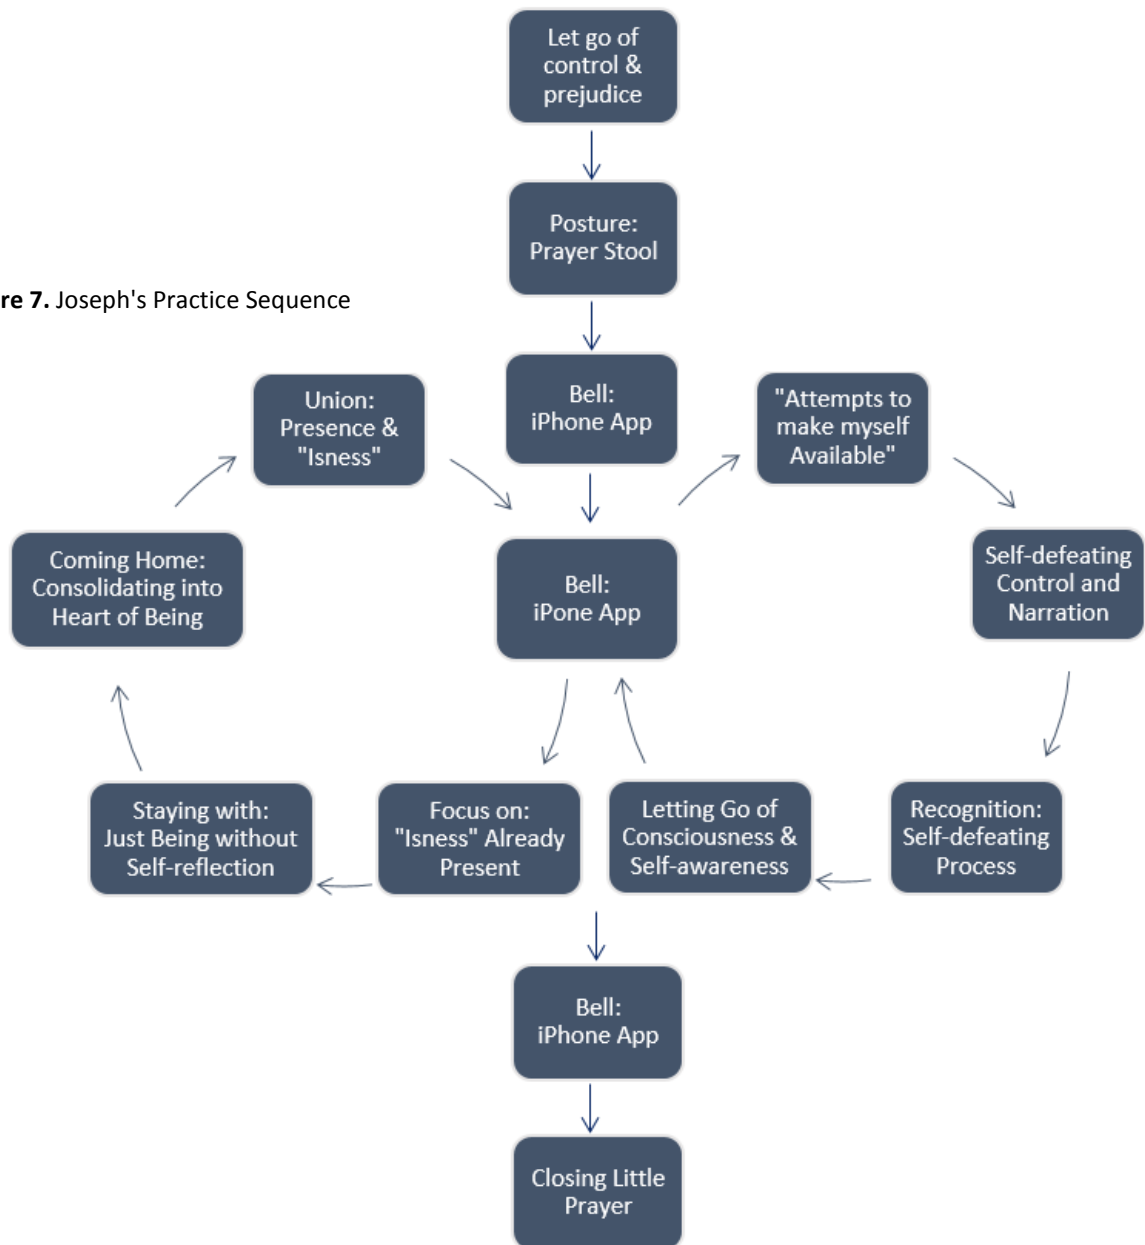 Let go of
control &
prejudice
Posture:
Prayer Stool
re 7. Joseph's Practice Sequence
Bell:
iPhone App
Union:
Presence &
"Isness"
"Attempts to
make myself
Available"
Coming Home:
Consolidating into
Heart of Being
Bell:
iPone App
Self-defeating
Control and
Narration
Staying with:
Just Being without
Self-reflection
Focus on:
"Isness" Already
Present
Letting Go of
Consciousness &
Self-awareness
Recognition:
Self-defeating
Process
Bell:
iPhone App
Closing Little
Prayer